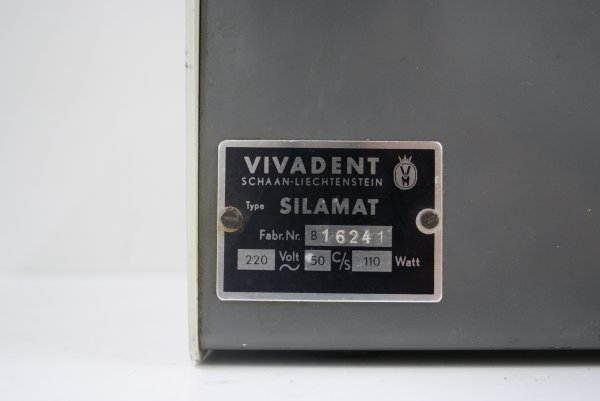 VIVADENT
SCHAAN-LIECHTENSTEIN
Type SILAMAT
Fabr. Nr. B 16241
220 Volt ~ 50 C/S 110 Watt